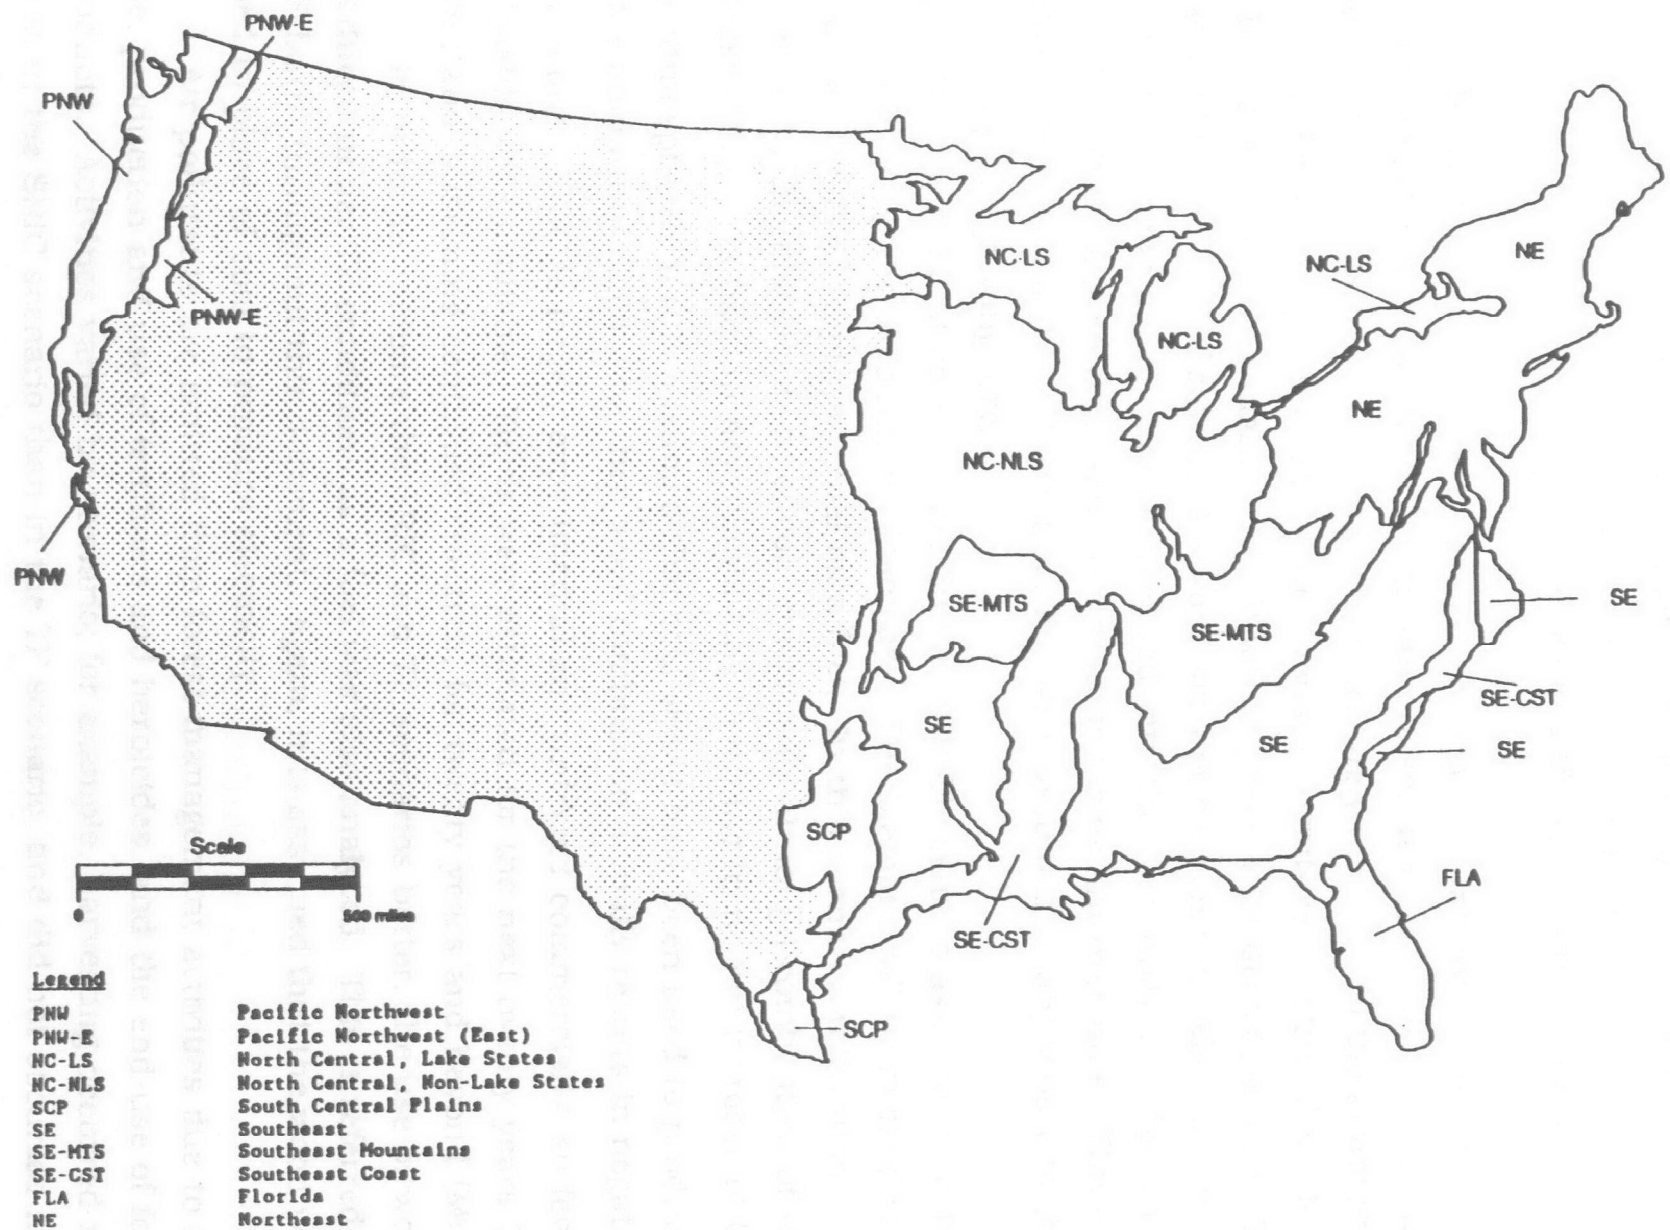 PNW-E
PNW
PNW-E
PNW
NC-LS
NC-LS
NC-LS
NE
NE
NC-NLS
SE-MTS
SE-MTS
SE
SE-CST
SE
SE
SE
SCP
FLA
SE-CST
SCP
Scale
0 500 miles
Legend
PNW Pacific Northwest
PNW-E Pacific Northwest (East)
NC-LS North Central, Lake States
NC-NLS North Central, Non-Lake States
SCP South Central Plains
SE Southeast
SE-MTS Southeast Mountains
SE-CST Southeast Coast
FLA Florida
NE Northeast